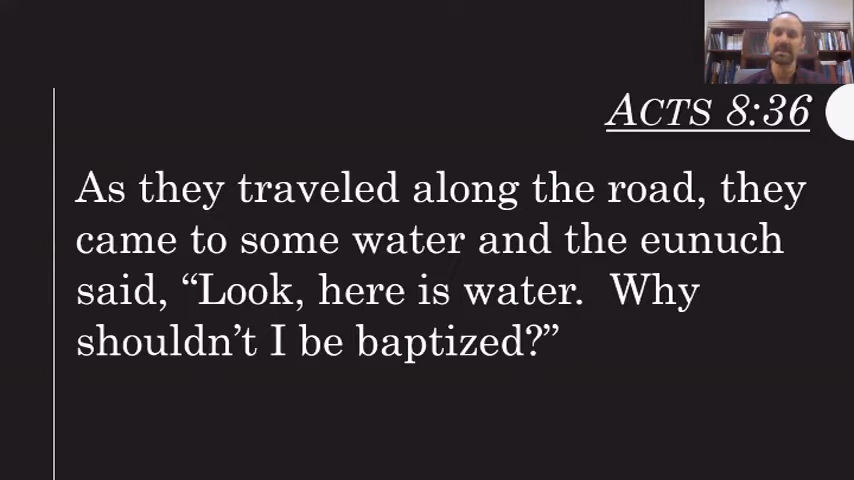 ACTS 8:36
As they traveled along the road, they
came to some water and the eunuch
said, “Look, here is water.  Why
shouldn’t I be baptized?”